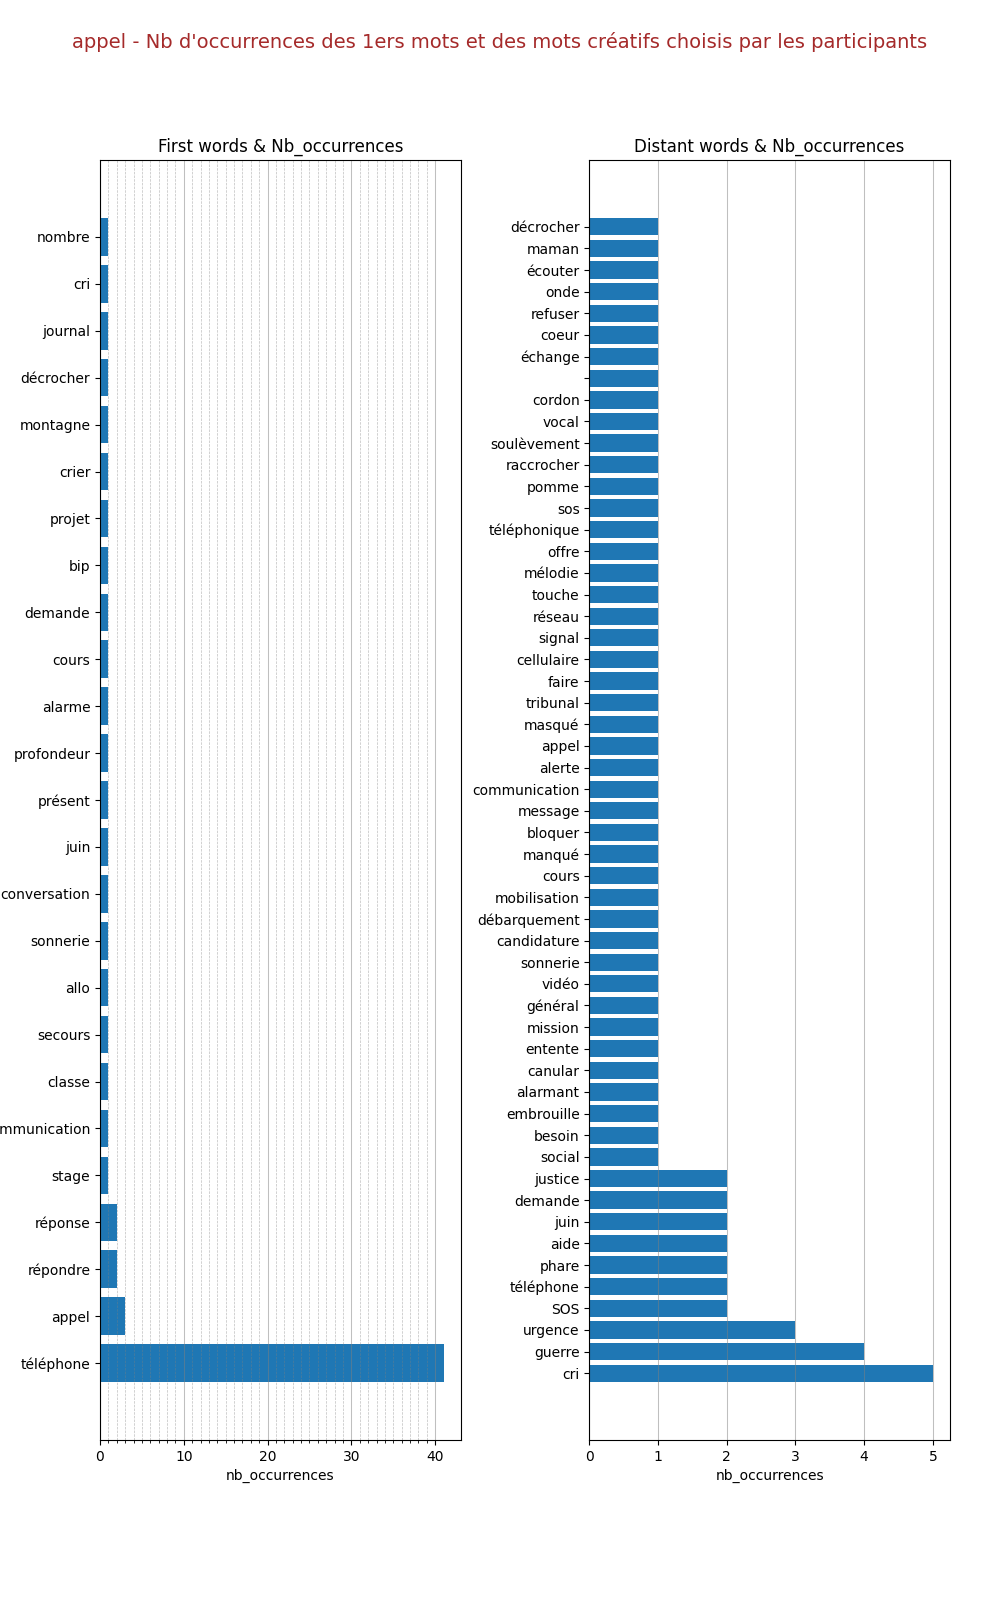 appel - Nb d'occurrences des 1ers mots et des mots créatifs choisis par les participants
First words & Nb_occurrences
nombre
cri
journal
décrocher
montagne
crier
projet
bip
demande
cours
alarme
profondeur
présent
juin
conversation
sonnerie
allo
secours
classe
mmunication
stage
réponse
répondre
appel
téléphone
0 10 20 30 40
nb_occurrences
Distant words & Nb_occurrences
décrocher
maman
écouter
onde
refuser
coeur
échange
cordon
vocal
soulèvement
raccrocher
pomme
sos
téléphonique
offre
mélodie
touche
réseau
signal
cellulaire
faire
tribunal
masqué
appel
alerte
communication
message
bloquer
manqué
cours
mobilisation
débarquement
candidature
sonnerie
vidéo
général
mission
entente
canular
alarmant
embrouille
besoin
social
justice
demande
juin
aide
phare
téléphone
SOS
urgence
guerre
cri
0 1 2 3 4 5
nb_occurrences